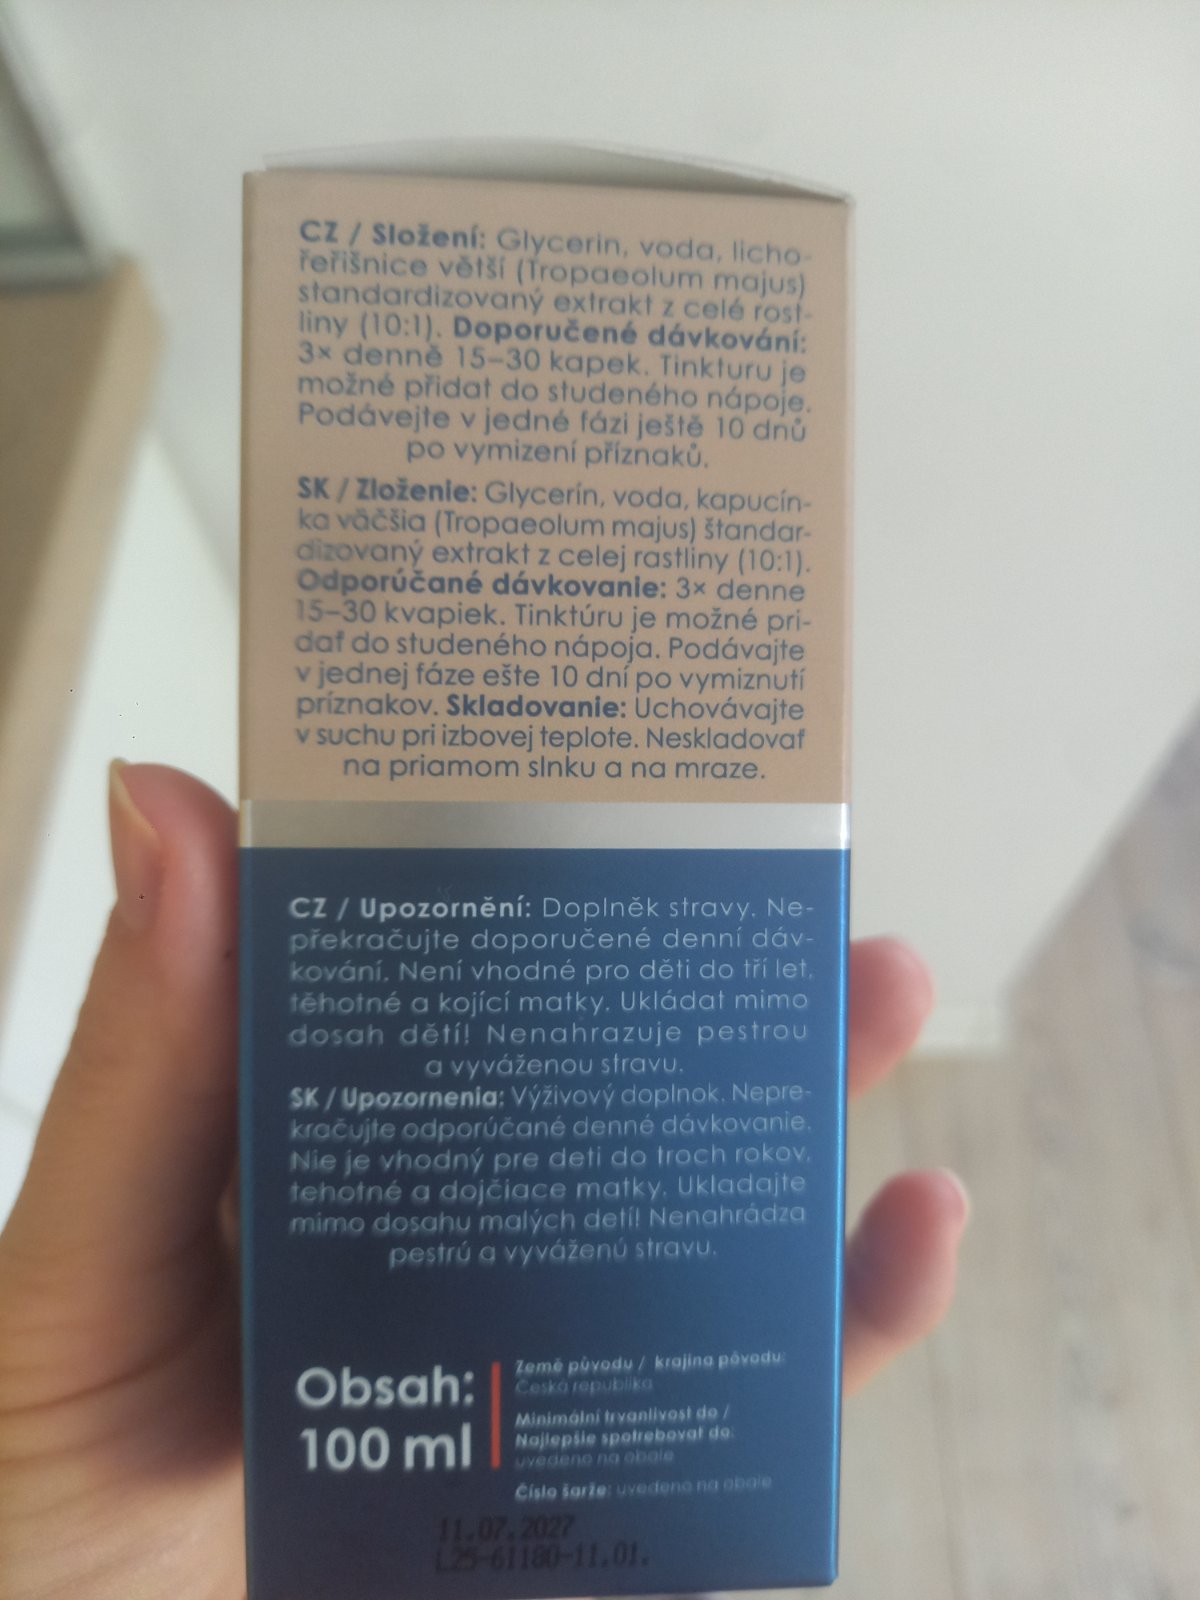 CZ / Složení: Glycerin, voda, licho-
řeřišnice větší (Tropaeolum majus)
standardizovaný extrakt z celé rost-
liny (10:1). Doporučené dávkování:
3× denně 15–30 kapek. Tinkturu je
možné přidat do studeného nápoje.
Podávejte v jedné fázi ještě 10 dnů
po vymizení příznaků.
SK / Zloženie: Glycerín, voda, kapucín-
ka väčšia (Tropaeolum majus) štandar-
dizovaný extrakt z celej rastliny (10:1).
Odporúčané dávkovanie: 3× denne
15–30 kvapiek. Tinktúru je možné pri-
dať do studeného nápoja. Podávajte
v jednej fáze ešte 10 dní po vymiznutí
príznakov. Skladovanie: Uchovávajte
v suchu pri izbovej teplote. Neskladovať
na priamom slnku a na mraze.
CZ / Upozornění: Doplněk stravy. Ne-
překračujte doporučené denní dáv-
kování. Není vhodné pro děti do tří let,
těhotné a kojící matky. Ukládat mimo
dosah dětí! Nenahrazuje pestrou
a vyváženou stravu.
SK / Upozornenia: Výživový doplnok. Nepre-
kračujte odporúčané denné dávkovanie.
Nie je vhodný pre deti do troch rokov,
tehotné a dojčiace matky. Ukladajte
mimo dosahu malých detí! Nenahrádza
pestrú a vyváženú stravu.
Obsah:
100 ml
Země původu / krajina pôvodu:
Česká republika
Minimální trvanlivost do /
Najlepšie spotrebovať do:
uvedeno na obale
Číslo šarže: uvedeno na obale
11.07.2027
L25-61180-11.01.